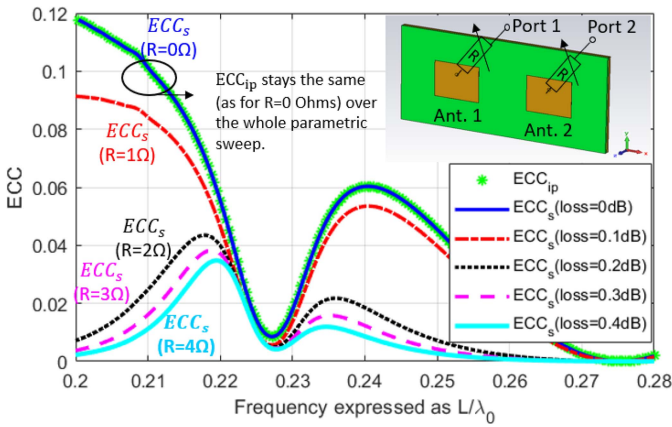 0.12
0.1
0.08
0.06
0.04
0.02
0
ECC
ECC_s
(R=0Ω)
ECC_s
(R=1Ω)
ECC_s
(R=2Ω)
ECC_s
(R=3Ω)
ECC_s
(R=4Ω)
ECC_ip stays the same
(as for R=0 Ohms) over
the whole parametric
sweep.
Port 1
Port 2
R
R
Ant. 1
Ant. 2
y
z
x
ECC_ip
ECC_s(loss=0dB)
ECC_s(loss=0.1dB)
ECC_s(loss=0.2dB)
ECC_s(loss=0.3dB)
ECC_s(loss=0.4dB)
0.2 0.21 0.22 0.23 0.24 0.25 0.26 0.27 0.28
Frequency expressed as L/λ₀